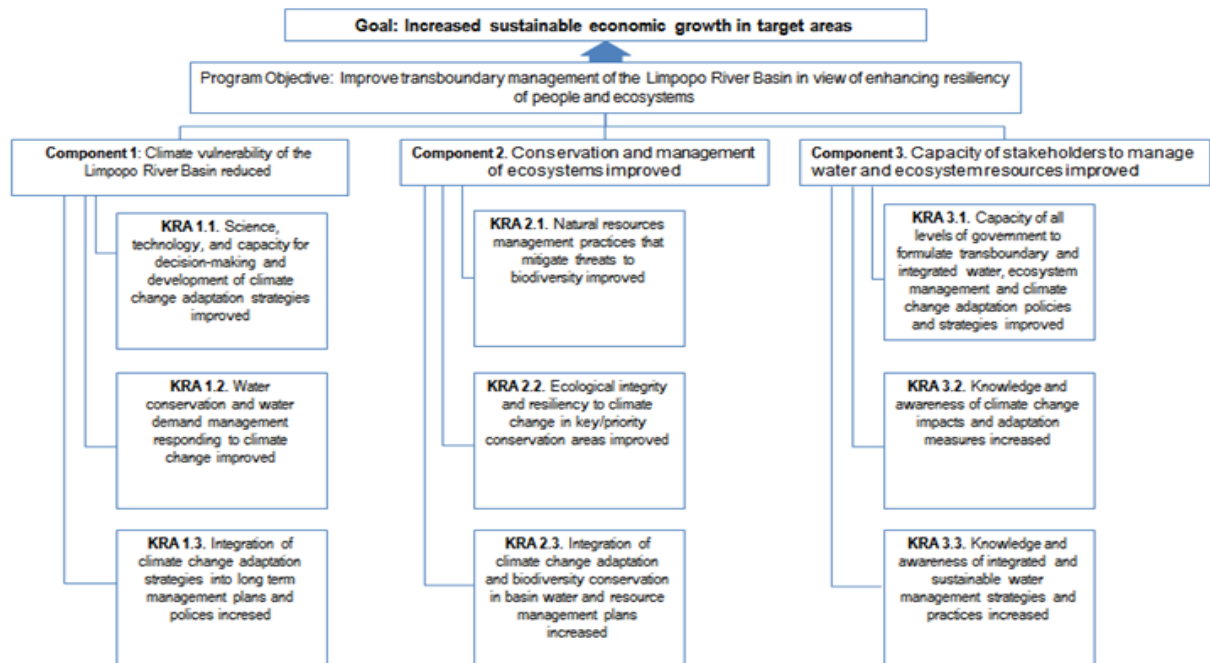 Goal: Increased sustainable economic growth in target areas
Program Objective: Improve transboundary management of the Limpopo River Basin in view of enhancing resiliency
of people and ecosystems
Component 1: Climate vulnerability of the
Limpopo River Basin reduced
KRA 1.1. Science,
technology, and capacity for
decision-making and
development of climate
change adaptation strategies
improved
KRA 1.2. Water
conservation and water
demand management
responding to climate
change improved
KRA 1.3. Integration of
climate change adaptation
strategies into long term
management plans and
polices incresed
Component 2. Conservation and management
of ecosystems improved
KRA 2.1. Natural resources
management practices that
mitigate threats to
biodiversity improved
KRA 2.2. Ecological integrity
and resiliency to climate
change in key/priority
conservation areas improved
KRA 2.3. Integration of
climate change adaptation
and biodiversity conservation
in basin water and resource
management plans
increased
Component 3. Capacity of stakeholders to manage
water and ecosystem resources improved
KRA 3.1. Capacity of all
levels of government to
formulate transboundary and
integrated water, ecosystem
management and climate
change adaptation policies
and strategies improved
KRA 3.2. Knowledge and
awareness of climate change
impacts and adaptation
measures increased
KRA 3.3. Knowledge and
awareness of integrated and
sustainable water
management strategies and
practices increased